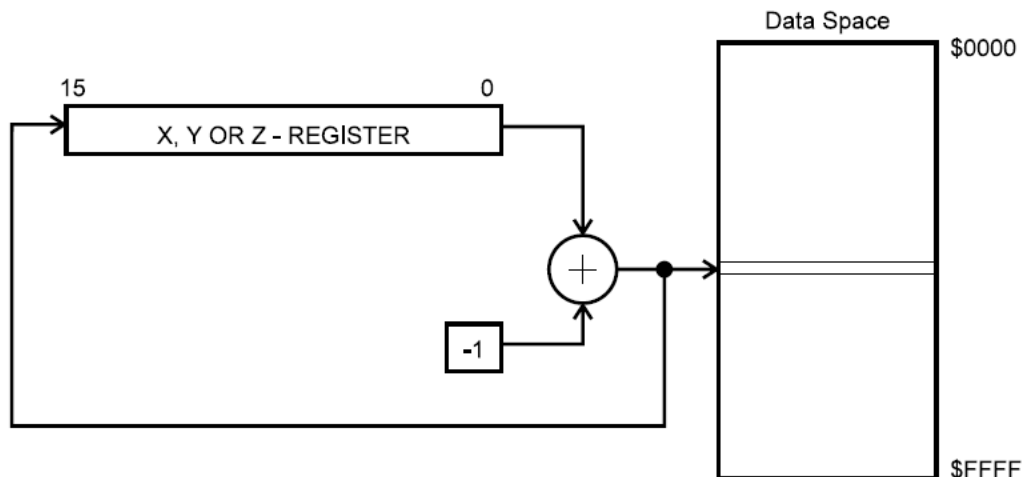 Data Space
$0000
15
0
X, Y OR Z - REGISTER
+
-1
$FFFF